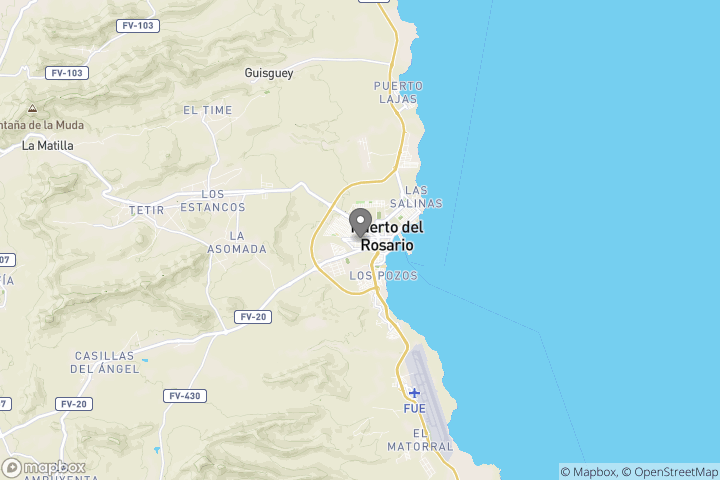 FV-103
FV-103
Guisguey
PUERTO
LAJAS
EL TIME
ntaña de la Muda
La Matilla
LAS
SALINAS
LOS
ESTANCOS
TETIR
Puerto del
Rosario
LA
ASOMADA
07
ÍA
LOS POZOS
FV-20
CASILLAS
DEL ÁNGEL
FV-430
FUE
07
FV-20
EL
MATORRAL
mapbox
AMPUYENTA
© Mapbox, © OpenStreetMap